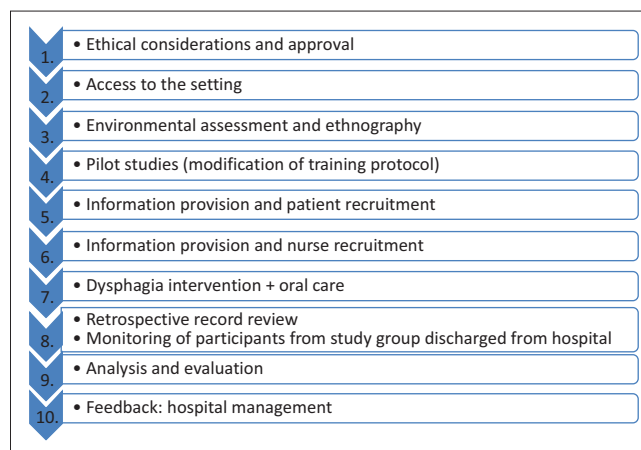 1. • Ethical considerations and approval
2. • Access to the setting
3. • Environmental assessment and ethnography
4. • Pilot studies (modification of training protocol)
5. • Information provision and patient recruitment
6. • Information provision and nurse recruitment
7. • Dysphagia intervention + oral care
8. • Retrospective record review
• Monitoring of participants from study group discharged from hospital
9. • Analysis and evaluation
10. • Feedback: hospital management